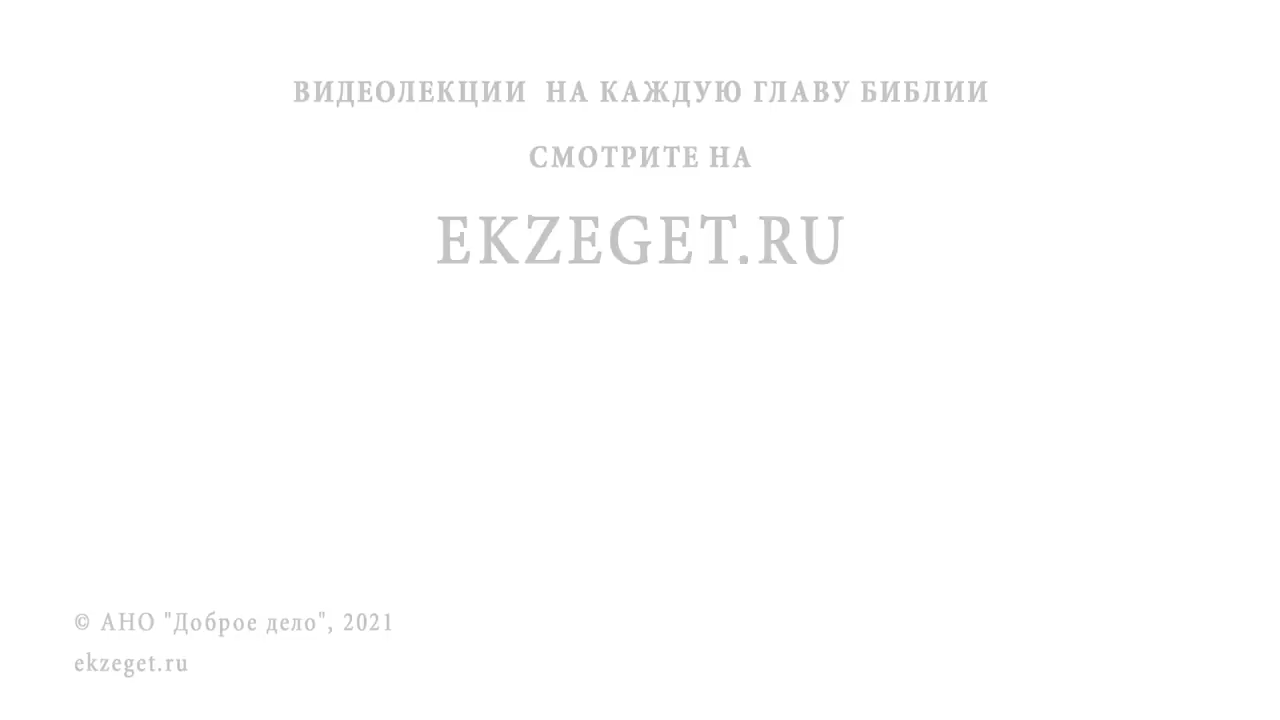 ВИДЕОЛЕКЦИИ НА КАЖДУЮ ГЛАВУ БИБЛИИ
СМОТРИТЕ НА
EKZEGET.RU
© АНО "Доброе дело", 2021
ekzeget.ru